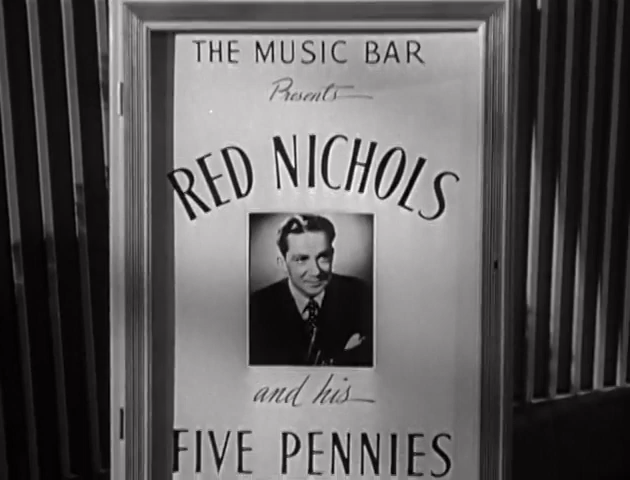 THE MUSIC BAR
Presents
RED NICHOLS
and his
FIVE PENNIES